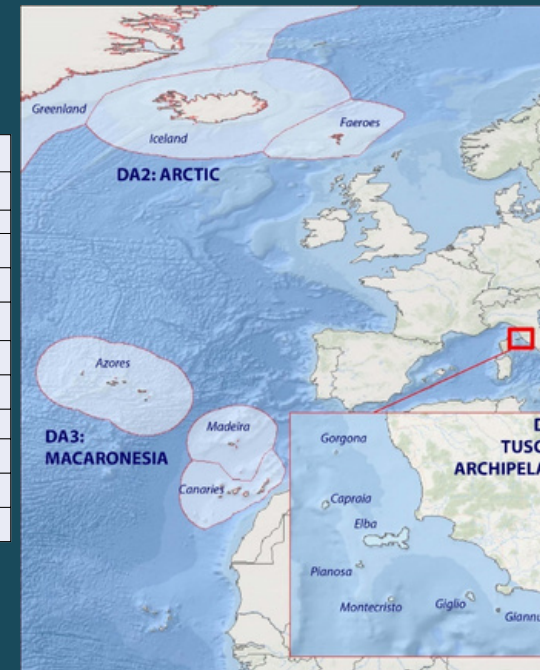 Greenland
Iceland
Faeroes
DA2: ARCTIC
Azores
DA3:
MACARONESIA
Madeira
Canaries
Gorgona
Capraia
Elba
Pianosa
Montecristo
Giglio